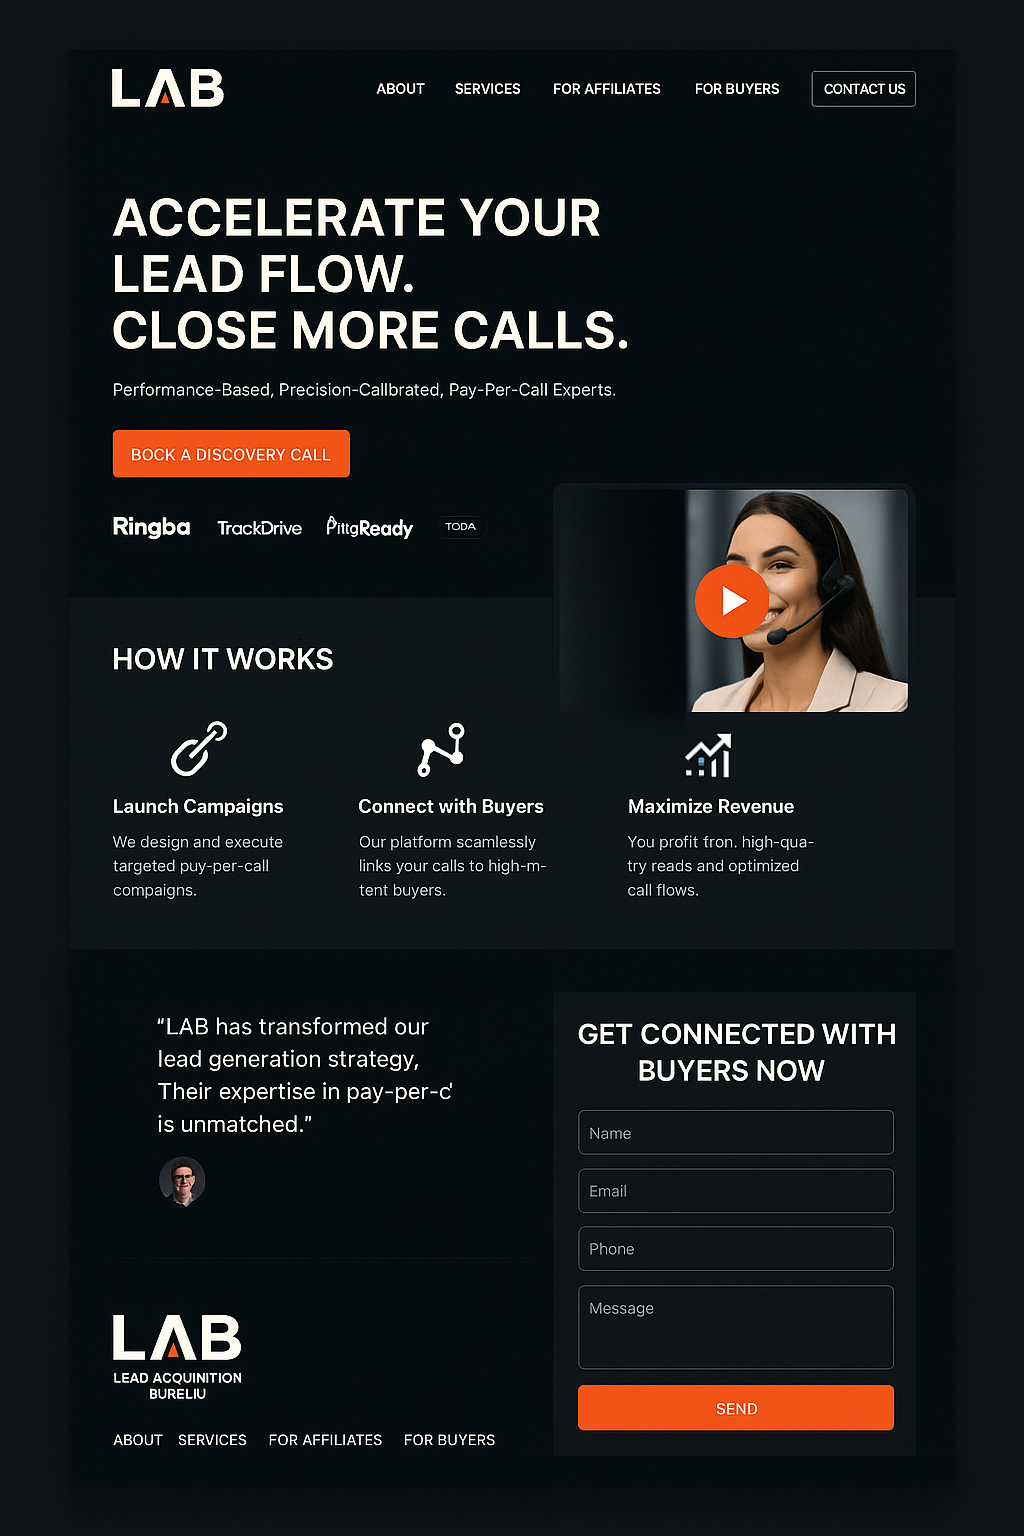 LAB
ABOUT SERVICES FOR AFFILIATES FOR BUYERS CONTACT US
ACCELERATE YOUR
LEAD FLOW.
CLOSE MORE CALLS.
Performance-Based, Precision-Callbrated, Pay-Per-Call Experts.
BOCK A DISCOVERY CALL
Ringba TrackDrive PittgReady TODA
HOW IT WORKS
Launch Campaigns
We design and execute
targeted puy-per-call
compaigns.
Connect with Buyers
Our platform scamlessly
links your calls to high-m-
tent buyers.
Maximize Revenue
You profit fron. high-qua-
try reads and optimized
call flows.
“LAB has transformed our
lead generation strategy,
Their expertise in pay-per-c'
is unmatched.”
GET CONNECTED WITH
BUYERS NOW
Name
Email
Phone
Message
SEND
LAB
LEAD ACQUINITION
BURELIU
ABOUT SERVICES FOR AFFILIATES FOR BUYERS